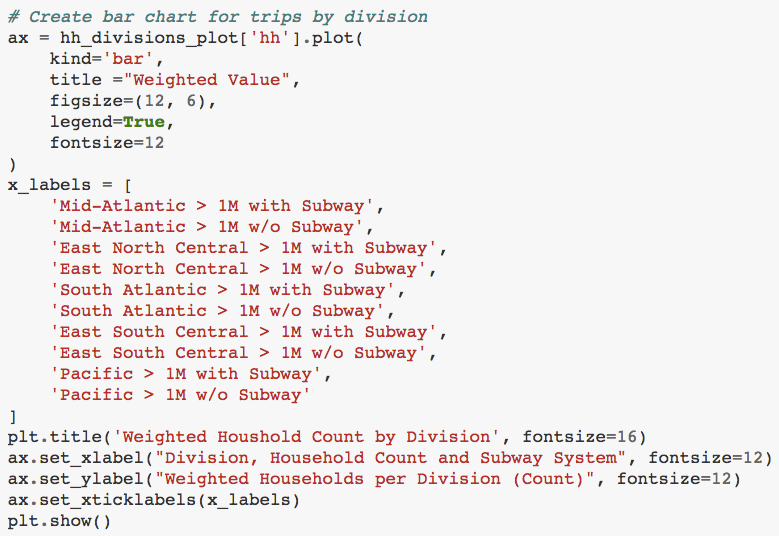 # Create bar chart for trips by division
ax = hh_divisions_plot['hh'].plot(
    kind='bar',
    title ="Weighted Value",
    figsize=(12, 6),
    legend=True,
    fontsize=12
)
x_labels = [
    'Mid-Atlantic > 1M with Subway',
    'Mid-Atlantic > 1M w/o Subway',
    'East North Central > 1M with Subway',
    'East North Central > 1M w/o Subway',
    'South Atlantic > 1M with Subway',
    'South Atlantic > 1M w/o Subway',
    'East South Central > 1M with Subway',
    'East South Central > 1M w/o Subway',
    'Pacific > 1M with Subway',
    'Pacific > 1M w/o Subway'
]
plt.title('Weighted Houshold Count by Division', fontsize=16)
ax.set_xlabel("Division, Household Count and Subway System", fontsize=12)
ax.set_ylabel("Weighted Households per Division (Count)", fontsize=12)
ax.set_xticklabels(x_labels)
plt.show()